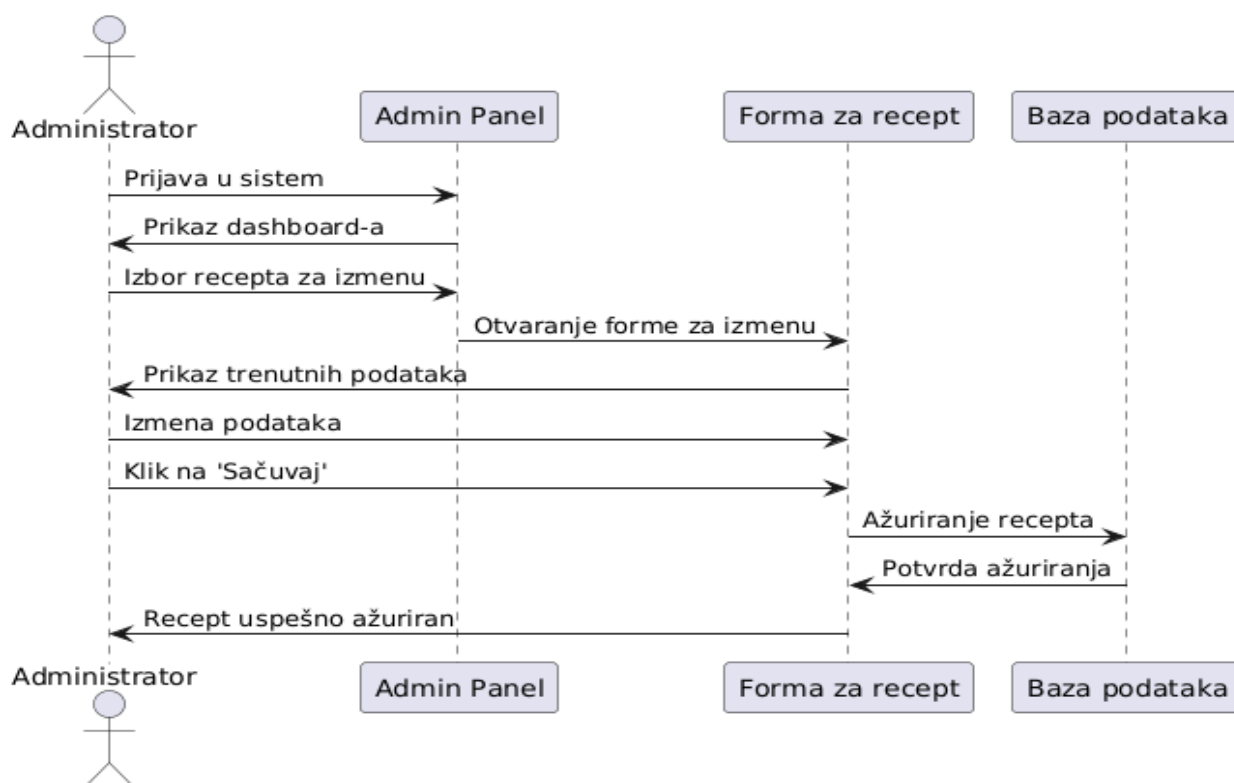 Administrator
Admin Panel
Forma za recept
Baza podataka
Prijava u sistem
Prikaz dashboard-a
Izbor recepta za izmenu
Otvaranje forme za izmenu
Prikaz trenutnih podataka
Izmena podataka
Klik na 'Sačuvaj'
Ažuriranje recepta
Potvrda ažuriranja
Recept uspešno ažuriran
Administrator
Admin Panel
Forma za recept
Baza podataka